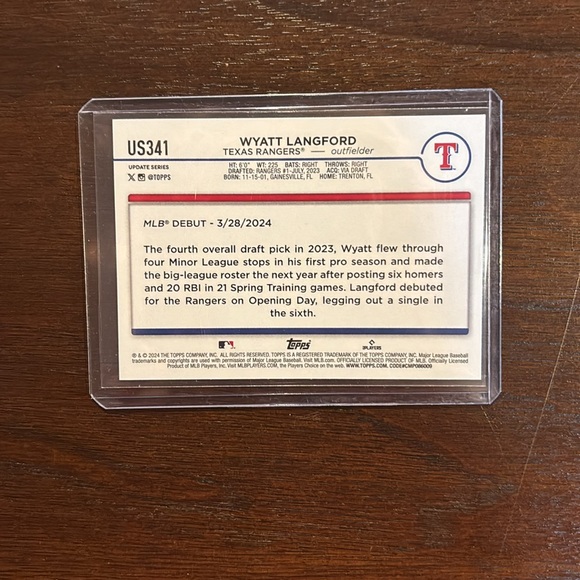 US341
UPDATE SERIES
X @TOPPS
WYATT LANGFORD
TEXAS RANGERS® — outfielder
HT: 6'0" WT: 225 BATS: RIGHT THROWS: RIGHT
DRAFTED: RANGERS #1-JULY, 2023 ACQ: VIA DRAFT
BORN: 11-15-01, GAINESVILLE, FL HOME: TRENTON, FL
T
MLB® DEBUT - 3/28/2024
The fourth overall draft pick in 2023, Wyatt flew through
four Minor League stops in his first pro season and made
the big-league roster the next year after posting six homers
and 20 RBI in 21 Spring Training games. Langford debuted
for the Rangers on Opening Day, legging out a single in
the sixth.
topps
PLAYERS
® & © 2024 THE TOPPS COMPANY, INC. ALL RIGHTS RESERVED. TOPPS IS A REGISTERED TRADEMARK OF THE TOPPS COMPANY, INC. Major League Baseball
trademarks and copyrights are used with permission of Major League Baseball. Visit MLB.com. OFFICIALLY LICENSED PRODUCT OF MLB. Officially Licensed
Product of MLB Players, Inc. Visit MLBPLAYERS.com, the Players Choice on the web. WWW.TOPPS.COM. CODE#CMP086009